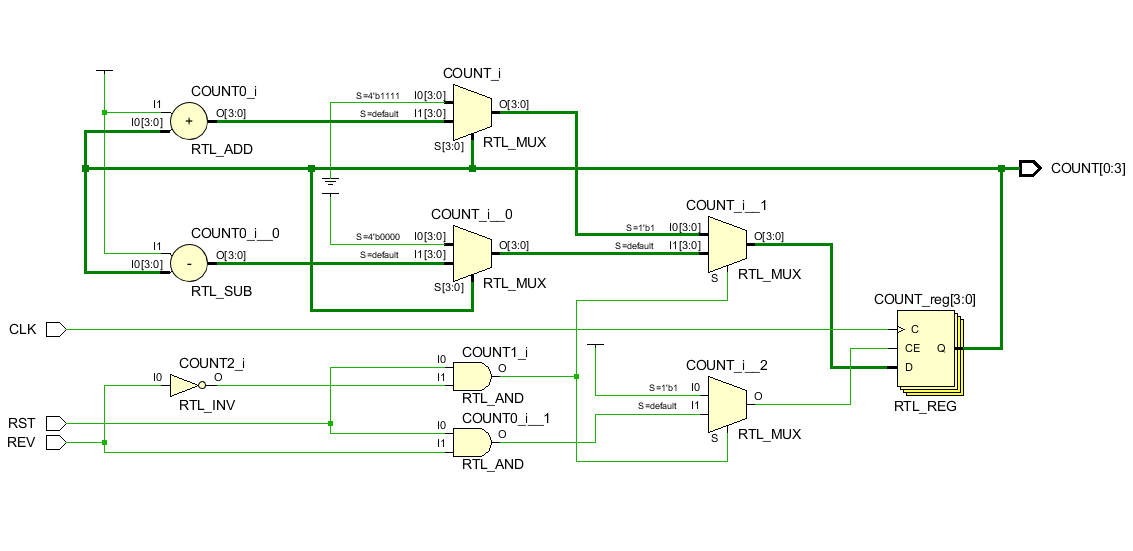 COUNT_i
COUNT0_i
S=4'b1111
I0[3:0]
I1
O[3:0]
S=default
I1[3:0]
O[3:0]
I0[3:0]
S[3:0]
RTL_MUX
RTL_ADD
COUNT[0:3]
COUNT_i__0
COUNT_i__1
COUNT0_i__0
S=4'b0000
I0[3:0]
S=1'b1
I0[3:0]
I1
O[3:0]
S=default
I1[3:0]
O[3:0]
S=default
I1[3:0]
O[3:0]
I0[3:0]
S[3:0]
RTL_MUX
S
RTL_MUX
RTL_SUB
COUNT_reg[3:0]
CLK
C
CE
Q
D
RTL_REG
COUNT1_i
COUNT2_i
I0
O
I1
I0
O
RTL_INV
RTL_AND
COUNT_i__2
S=1'b1
I0
S=default
I1
O
S
RTL_MUX
RST
REV
COUNT0_i__1
I0
O
I1
RTL_AND